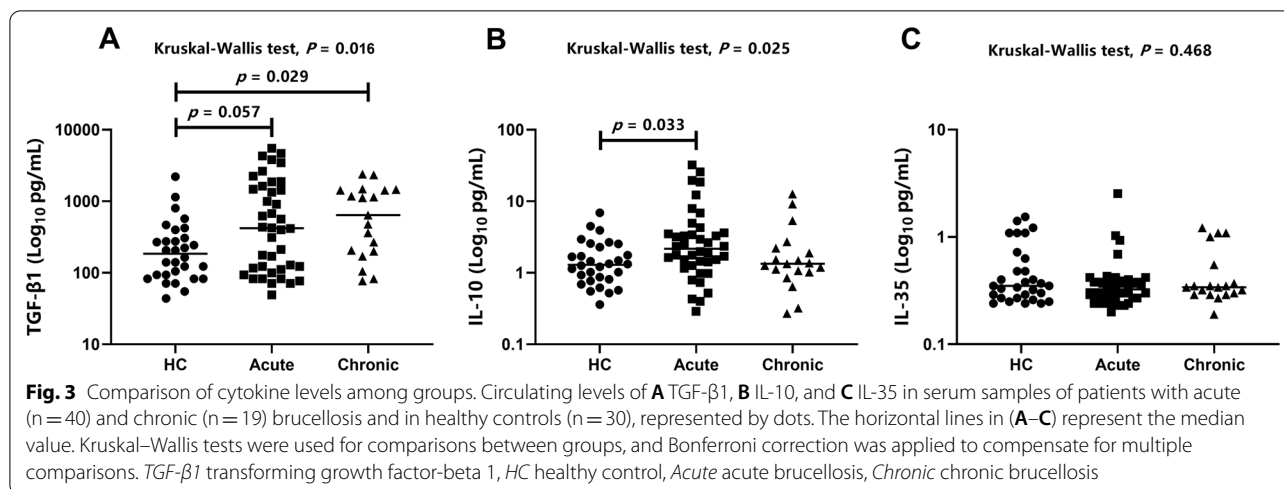 A
Kruskal-Wallis test, P = 0.016
p = 0.029
p = 0.057
TGF-β1 (Log10 pg/mL)
10000
1000
100
10
HC
Acute
Chronic
B
Kruskal-Wallis test, P = 0.025
p = 0.033
IL-10 (Log10 pg/mL)
100
10
1
0.1
HC
Acute
Chronic
C
Kruskal-Wallis test, P = 0.468
IL-35 (Log10 pg/mL)
10
1
0.1
HC
Acute
Chronic
Fig. 3 Comparison of cytokine levels among groups. Circulating levels of A TGF-β1, B IL-10, and C IL-35 in serum samples of patients with acute
(n = 40) and chronic (n = 19) brucellosis and in healthy controls (n = 30), represented by dots. The horizontal lines in (A–C) represent the median
value. Kruskal–Wallis tests were used for comparisons between groups, and Bonferroni correction was applied to compensate for multiple
comparisons. TGF-β1 transforming growth factor-beta 1, HC healthy control, Acute acute brucellosis, Chronic chronic brucellosis